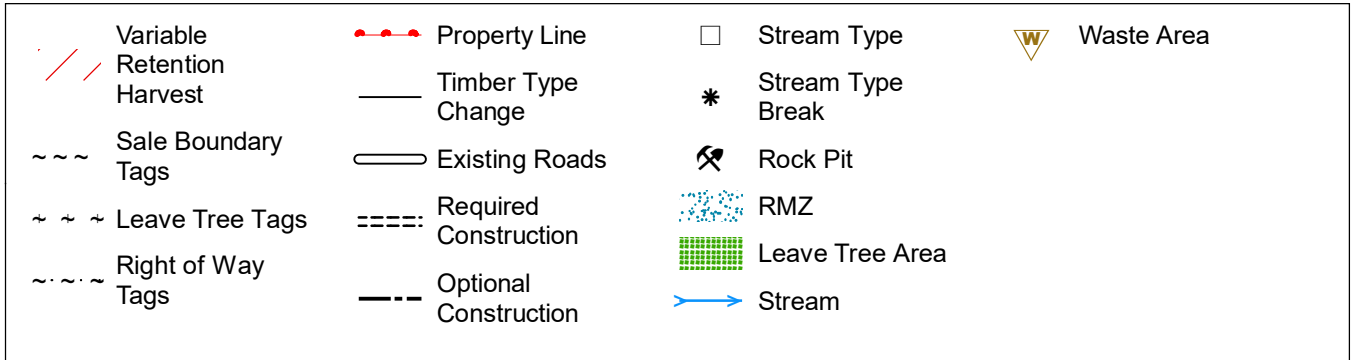 Variable
Retention
Harvest
Sale Boundary
Tags
Leave Tree Tags
Right of Way
Tags
Property Line
Timber Type
Change
Existing Roads
Required
Construction
Optional
Construction
Stream Type
Stream Type
Break
Rock Pit
RMZ
Leave Tree Area
Stream
W
Waste Area